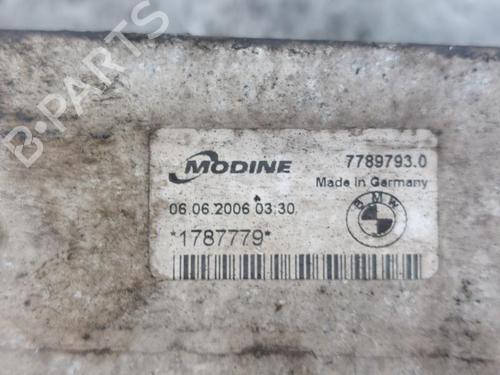 B-PARTS
MODINE 7789793.0
Made in Germany
06.06.2006 03:30
BMW
*1787779*